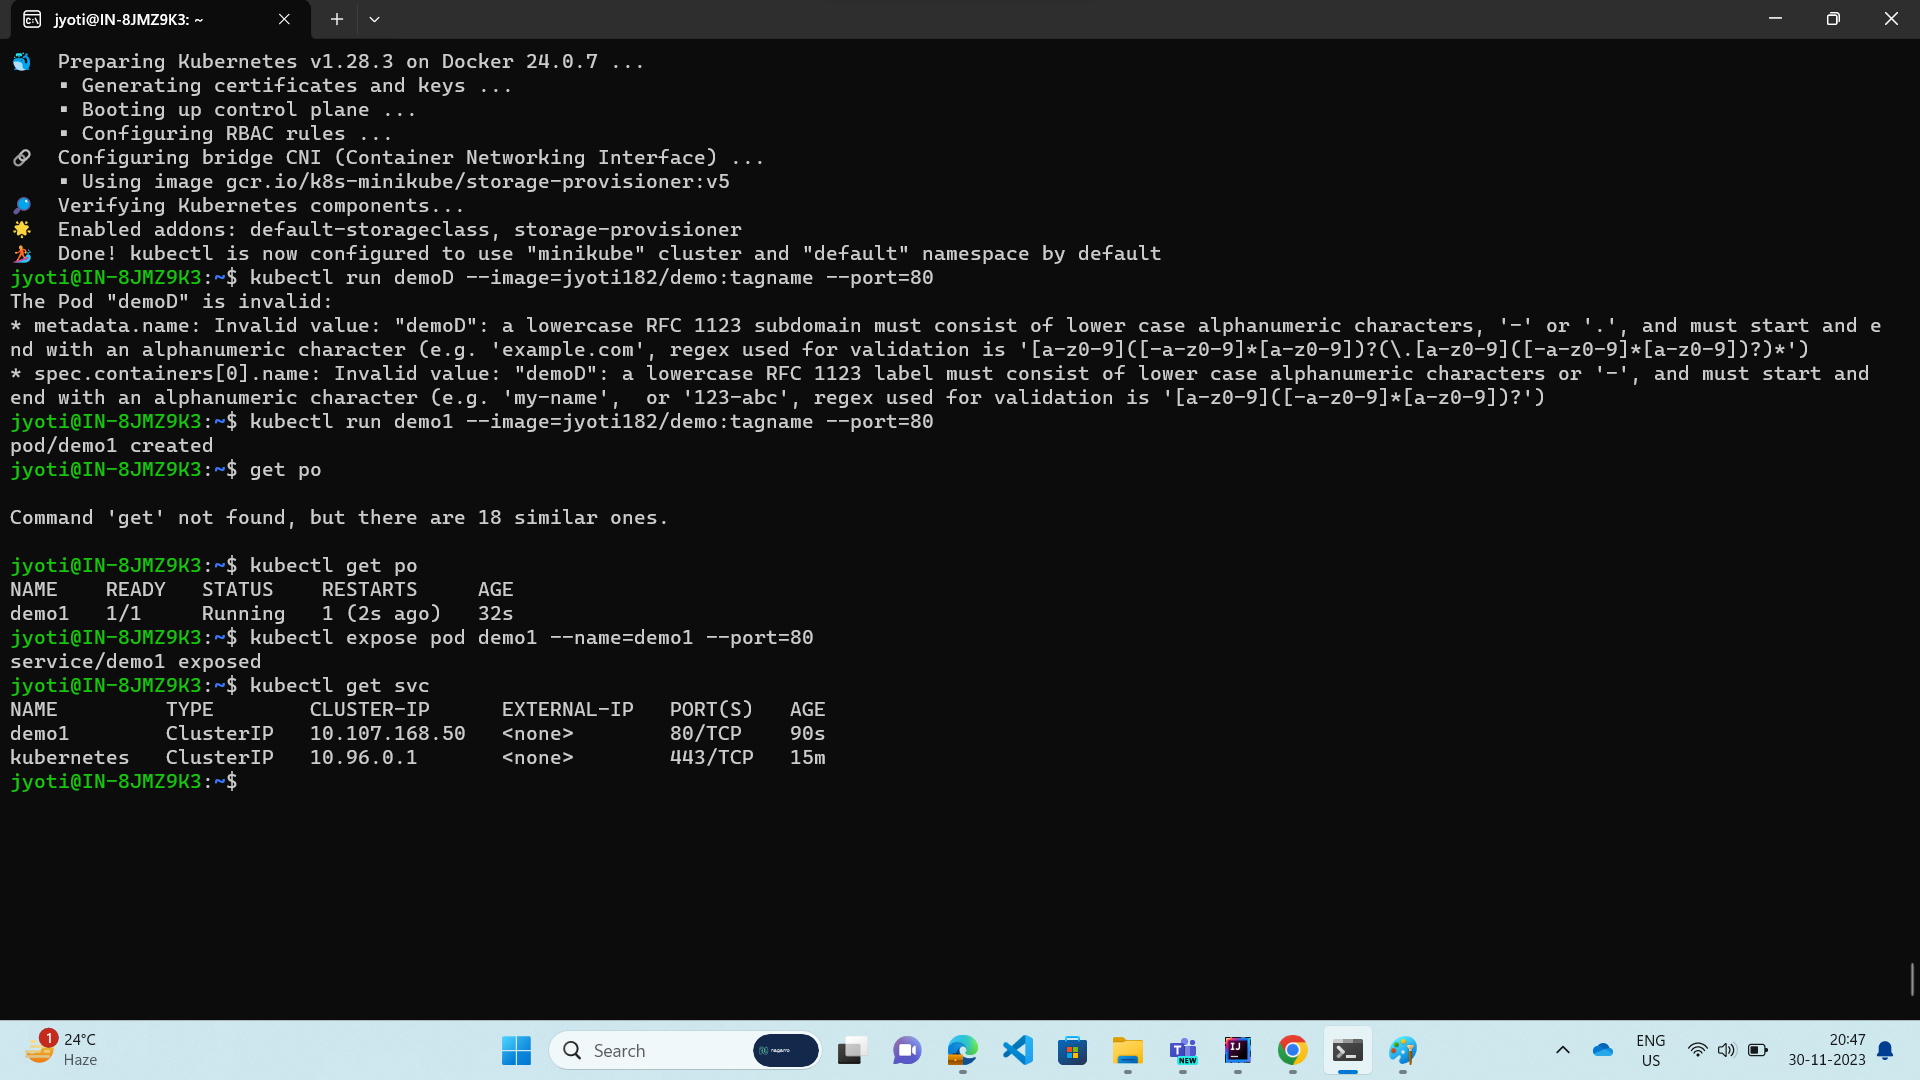 jyoti@IN-8JMZ9K3: ~
Preparing Kubernetes v1.28.3 on Docker 24.0.7 ...
▪ Generating certificates and keys ...
▪ Booting up control plane ...
▪ Configuring RBAC rules ...
Configuring bridge CNI (Container Networking Interface) ...
▪ Using image gcr.io/k8s-minikube/storage-provisioner:v5
Verifying Kubernetes components...
Enabled addons: default-storageclass, storage-provisioner
Done! kubectl is now configured to use "minikube" cluster and "default" namespace by default
jyoti@IN-8JMZ9K3:~$ kubectl run demoD --image=jyoti182/demo:tagname --port=80
The Pod "demoD" is invalid:
* metadata.name: Invalid value: "demoD": a lowercase RFC 1123 subdomain must consist of lower case alphanumeric characters, '-' or '.', and must start and e
nd with an alphanumeric character (e.g. 'example.com', regex used for validation is '[a-z0-9]([-a-z0-9]*[a-z0-9])?(\.[a-z0-9]([-a-z0-9]*[a-z0-9])?)*')
* spec.containers[0].name: Invalid value: "demoD": a lowercase RFC 1123 label must consist of lower case alphanumeric characters or '-', and must start and
end with an alphanumeric character (e.g. 'my-name',  or '123-abc', regex used for validation is '[a-z0-9]([-a-z0-9]*[a-z0-9])?')
jyoti@IN-8JMZ9K3:~$ kubectl run demo1 --image=jyoti182/demo:tagname --port=80
pod/demo1 created
jyoti@IN-8JMZ9K3:~$ get po
Command 'get' not found, but there are 18 similar ones.
jyoti@IN-8JMZ9K3:~$ kubectl get po
NAME    READY   STATUS    RESTARTS     AGE
demo1   1/1     Running   1 (2s ago)   32s
jyoti@IN-8JMZ9K3:~$ kubectl expose pod demo1 --name=demo1 --port=80
service/demo1 exposed
jyoti@IN-8JMZ9K3:~$ kubectl get svc
NAME         TYPE        CLUSTER-IP      EXTERNAL-IP   PORT(S)   AGE
demo1        ClusterIP   10.107.168.50   <none>        80/TCP    90s
kubernetes   ClusterIP   10.96.0.1       <none>        443/TCP   15m
jyoti@IN-8JMZ9K3:~$
1
24°C
Haze
Search
nagarro
NEW
IJ
ENG
US
20:47
30-11-2023